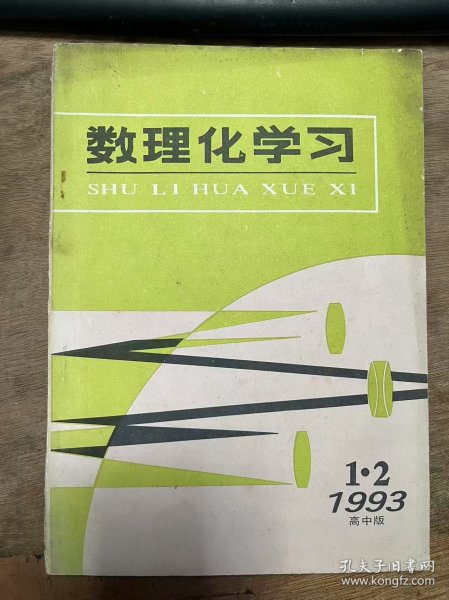 数理化学习
SHU LI HUA XUE XI
1·2
1993
高中版
孔夫子旧书网
www.kongfz.com